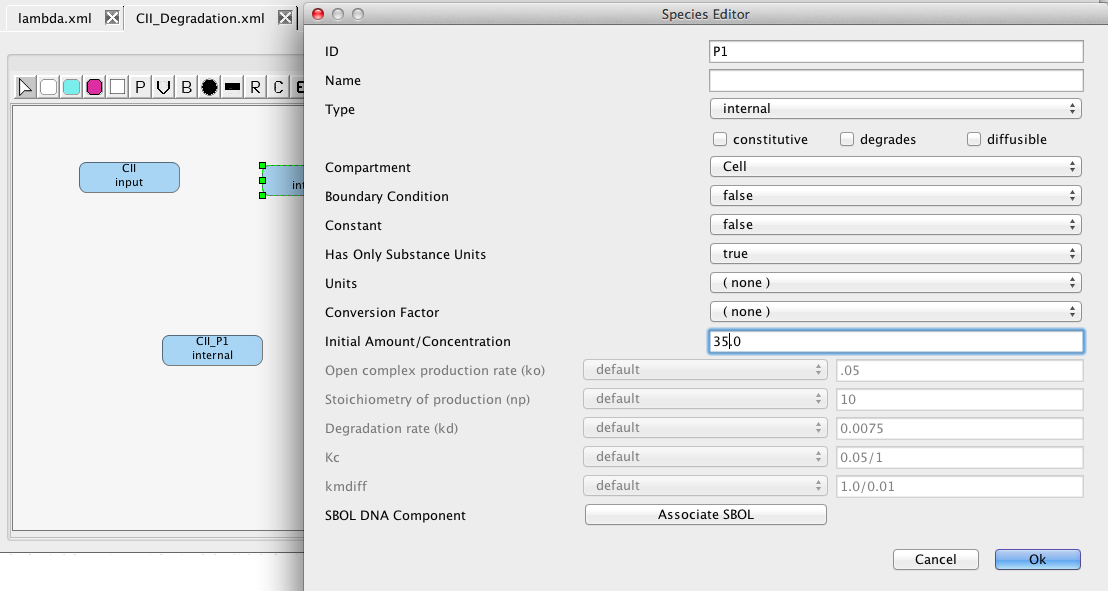 lambda.xml CII_Degradation.xml
P V B R C
CII
input
CII_P1
internal
Species Editor
ID P1
Name
Type internal
constitutive degrades diffusible
Compartment Cell
Boundary Condition false
Constant false
Has Only Substance Units true
Units ( none )
Conversion Factor ( none )
Initial Amount/Concentration 35.0
Open complex production rate (ko) default .05
Stoichiometry of production (np) default 10
Degradation rate (kd) default 0.0075
Kc default 0.05/1
kmdiff default 1.0/0.01
SBOL DNA Component Associate SBOL
Cancel Ok